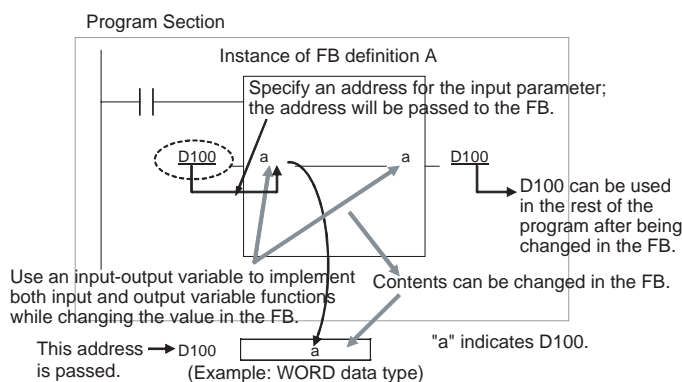 Program Section
Instance of FB definition A
Specify an address for the input parameter;
the address will be passed to the FB.
D100
a
a
D100
D100 can be used
in the rest of the
program after being
changed in the FB.
Use an input-output variable to implement
both input and output variable functions
while changing the value in the FB.
Contents can be changed in the FB.
"a" indicates D100.
This address
is passed.
D100
a
(Example: WORD data type)